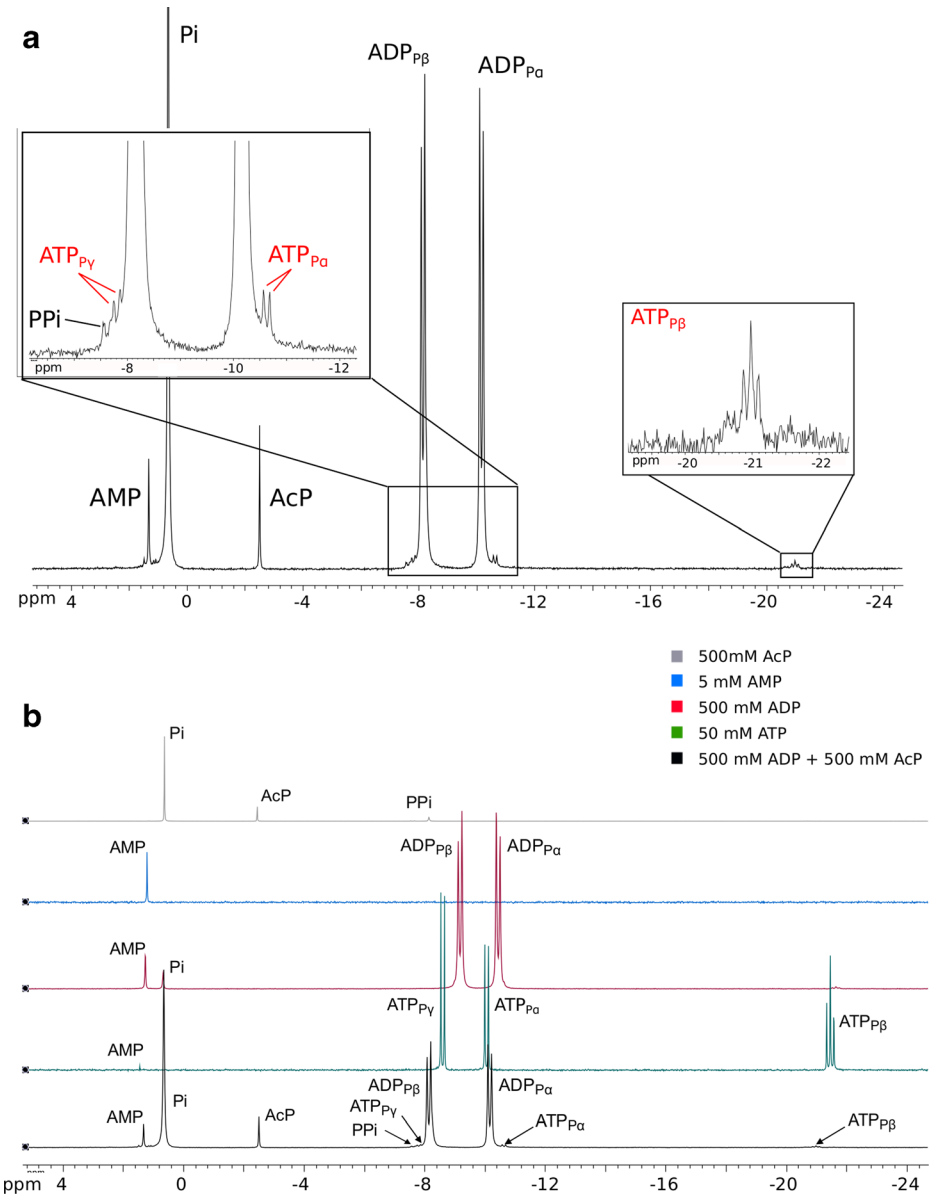 a
Pi
ADPPβ
ADPPα
ATPPγ
ATPPα
PPi
ppm -8 -10 -12
ATPPβ
ppm -20 -21 -22
AMP
AcP
ppm 4 0 -4 -8 -12 -16 -20 -24
500mM AcP
5 mM AMP
500 mM ADP
50 mM ATP
500 mM ADP + 500 mM AcP
b
Pi
AcP
PPi
AMP
ADPPβ
ADPPα
AMP
Pi
ATPPγ
ATPPα
ATPPβ
AMP
AMP
Pi
AcP
ADPPβ
ADPPα
ATPPγ
PPi
ATPPα
ATPPβ
ppm 4 0 -4 -8 -12 -16 -20 -24